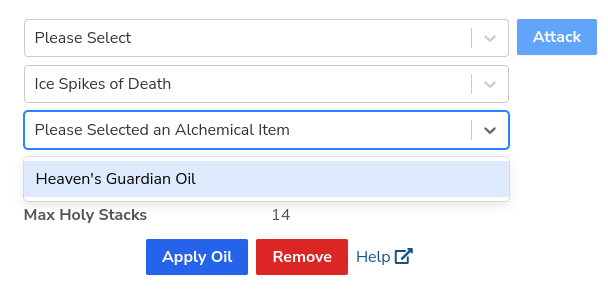 Please Select
Attack
Ice Spikes of Death
Please Selected an Alchemical Item
Heaven's Guardian Oil
Max Holy Stacks 14
Apply Oil Remove Help